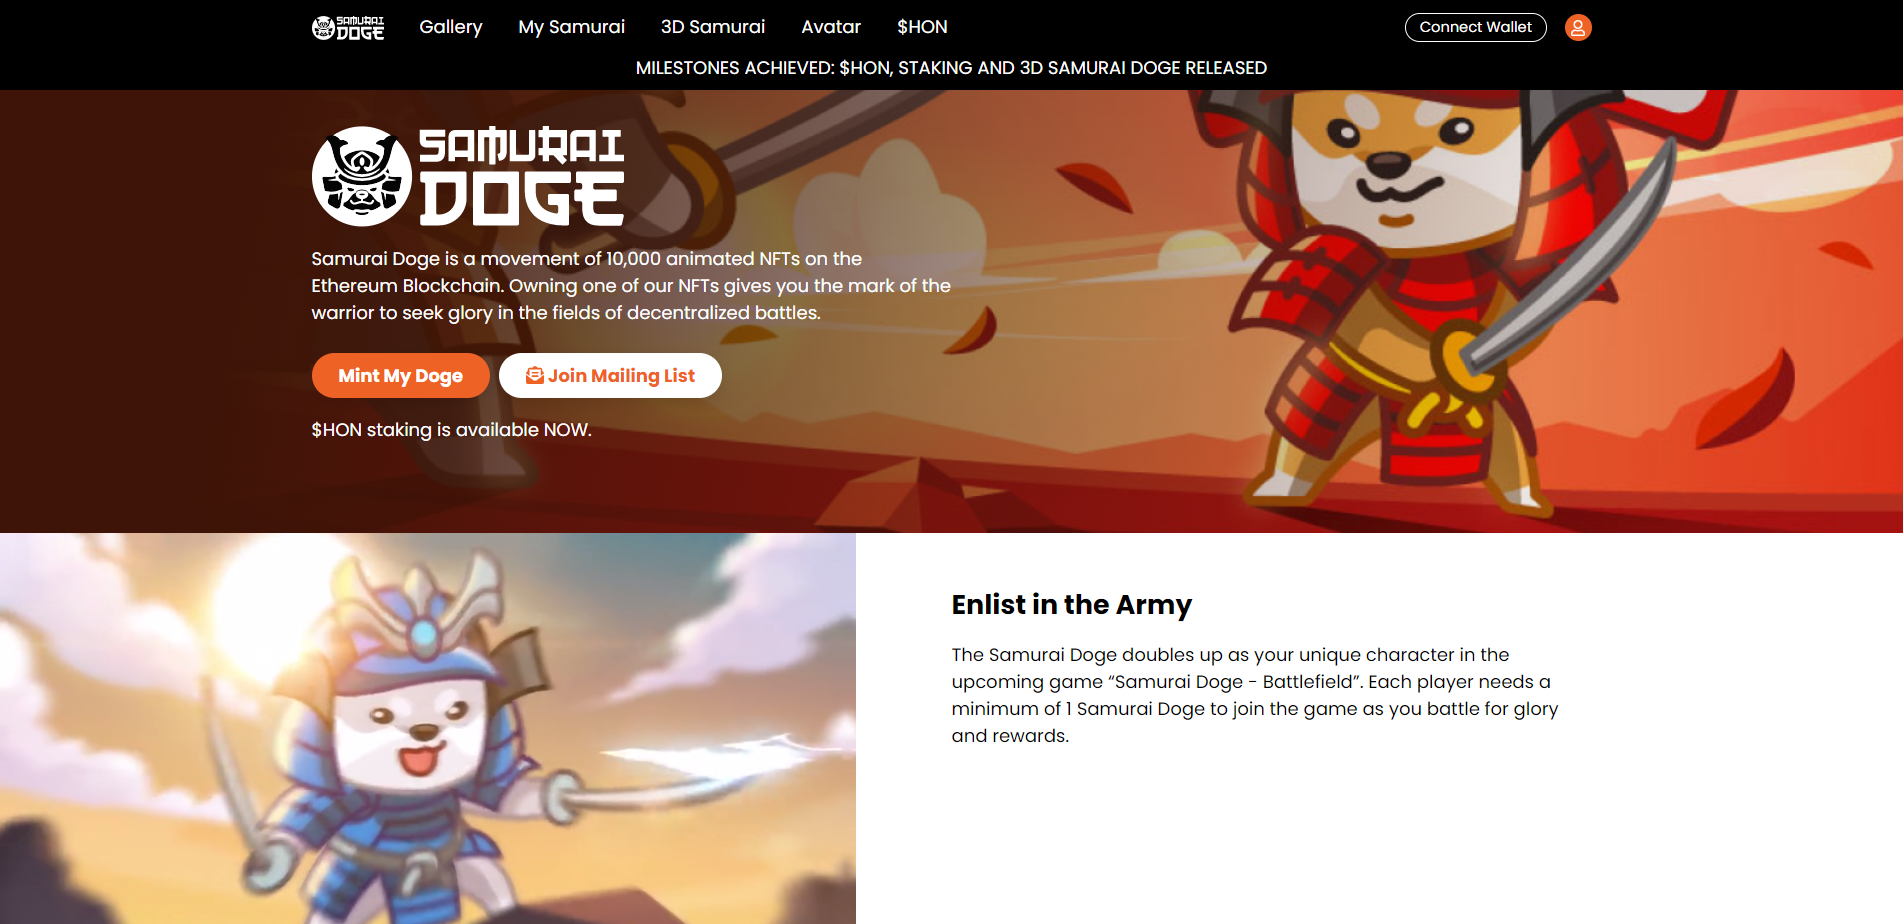 SAMURAI
DOGE
Gallery
My Samurai
3D Samurai
Avatar
$HON
Connect Wallet
MILESTONES ACHIEVED: $HON, STAKING AND 3D SAMURAI DOGE RELEASED
SAMURAI
DOGE
Samurai Doge is a movement of 10,000 animated NFTs on the
Ethereum Blockchain. Owning one of our NFTs gives you the mark of the
warrior to seek glory in the fields of decentralized battles.
Mint My Doge
Join Mailing List
$HON staking is available NOW.
Enlist in the Army
The Samurai Doge doubles up as your unique character in the
upcoming game “Samurai Doge - Battlefield”. Each player needs a
minimum of 1 Samurai Doge to join the game as you battle for glory
and rewards.